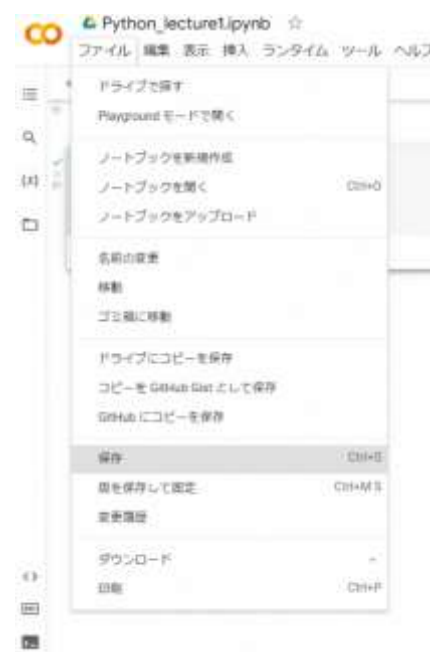 Python_lecture1.ipynb
ファイル 編集 表示 挿入 ランタイム ツール ヘルプ
ドライブで探す
Playground モードで開く
ノートブックを新規作成
ノートブックを開く Ctrl+O
ノートブックをアップロード
名前の変更
移動
ゴミ箱に移動
ドライブにコピーを保存
コピーを GitHub Gist として保存
GitHub にコピーを保存
保存 Ctrl+S
版を保存して固定 Ctrl+M S
変更履歴
ダウンロード
印刷 Ctrl+P
{x}